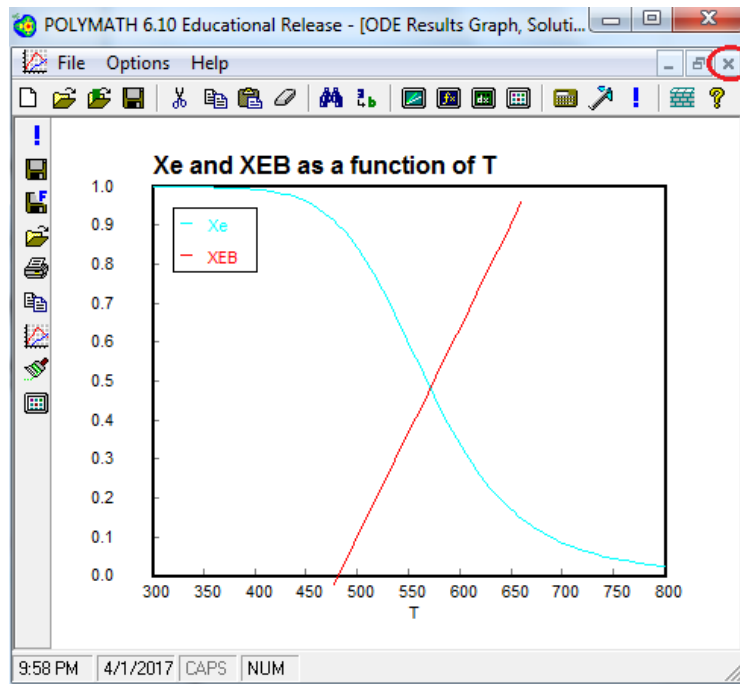 POLYMATH 6.10 Educational Release - [ODE Results Graph, Soluti...
File Options Help
Xe and XEB as a function of T
1.0
0.9
0.8
0.7
0.6
0.5
0.4
0.3
0.2
0.1
0.0
Xe
XEB
300 350 400 450 500 550 600 650 700 750 800
T
9:58 PM 4/1/2017 CAPS NUM